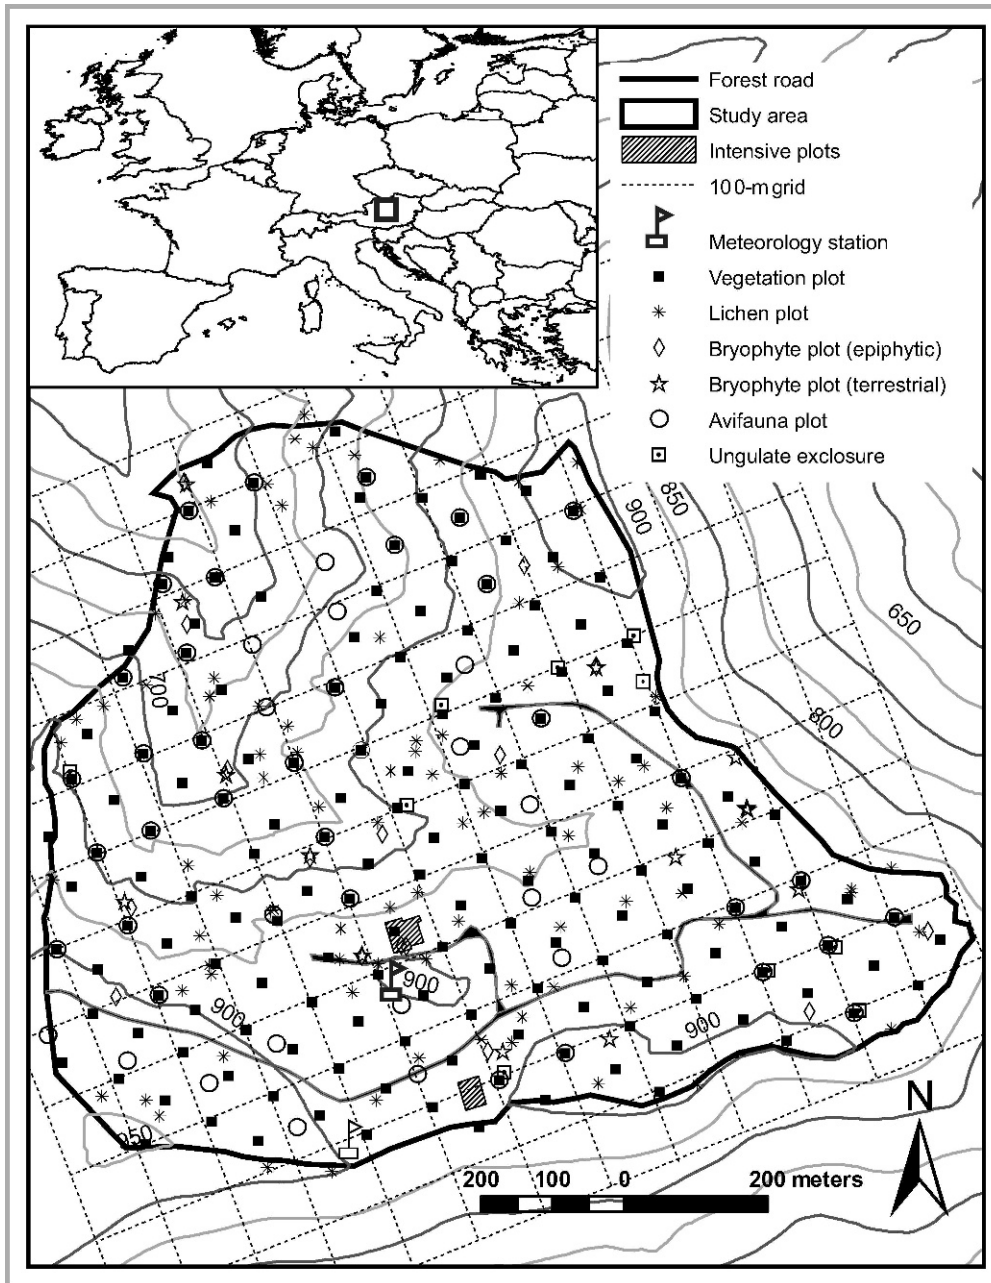 Forest road
Study area
Intensive plots
100-m grid
Meteorology station
Vegetation plot
Lichen plot
Bryophyte plot (epiphytic)
Bryophyte plot (terrestrial)
Avifauna plot
Ungulate exclosure
900
850
650
700
800
900
900
900
950
N
200 100 0 200 meters